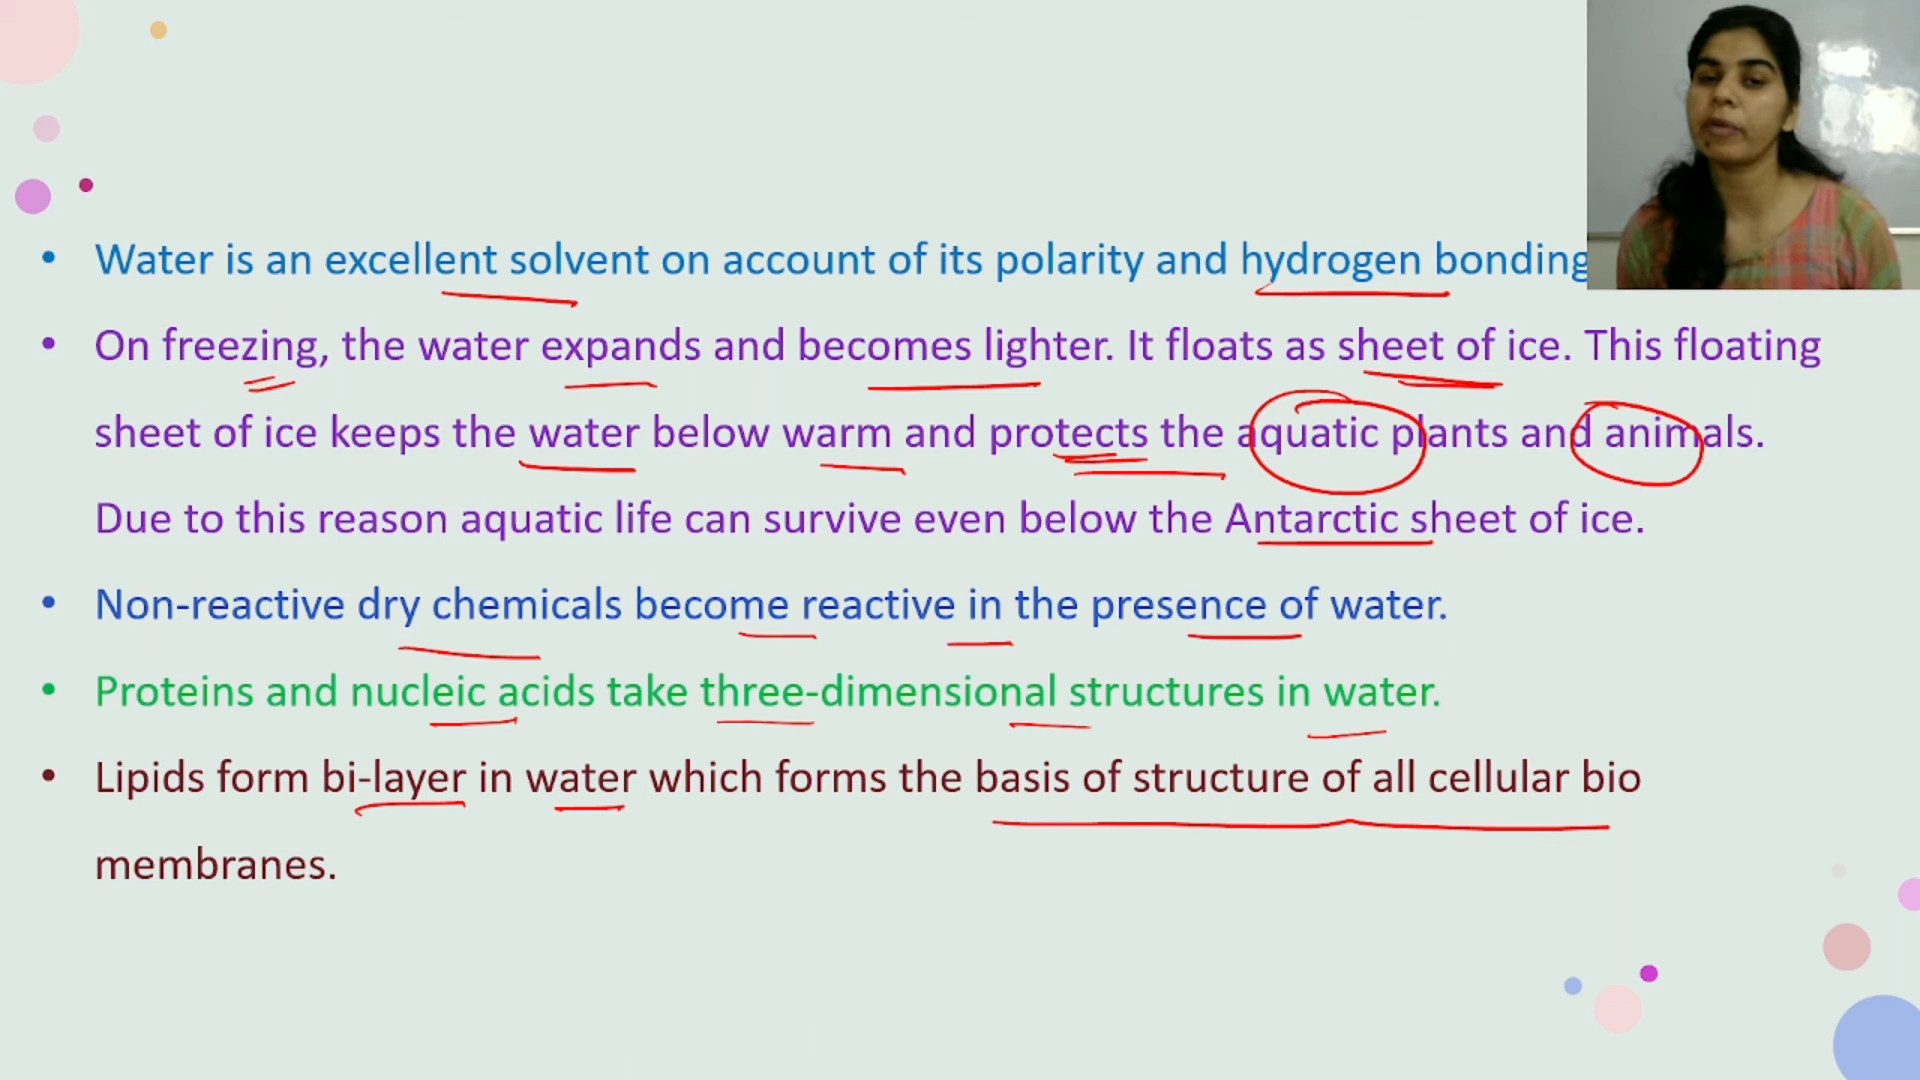 • Water is an excellent solvent on account of its polarity and hydrogen bonding
• On freezing, the water expands and becomes lighter. It floats as sheet of ice. This floating
sheet of ice keeps the water below warm and protects the aquatic plants and animals.
Due to this reason aquatic life can survive even below the Antarctic sheet of ice.
• Non-reactive dry chemicals become reactive in the presence of water.
• Proteins and nucleic acids take three-dimensional structures in water.
• Lipids form bi-layer in water which forms the basis of structure of all cellular bio
membranes.